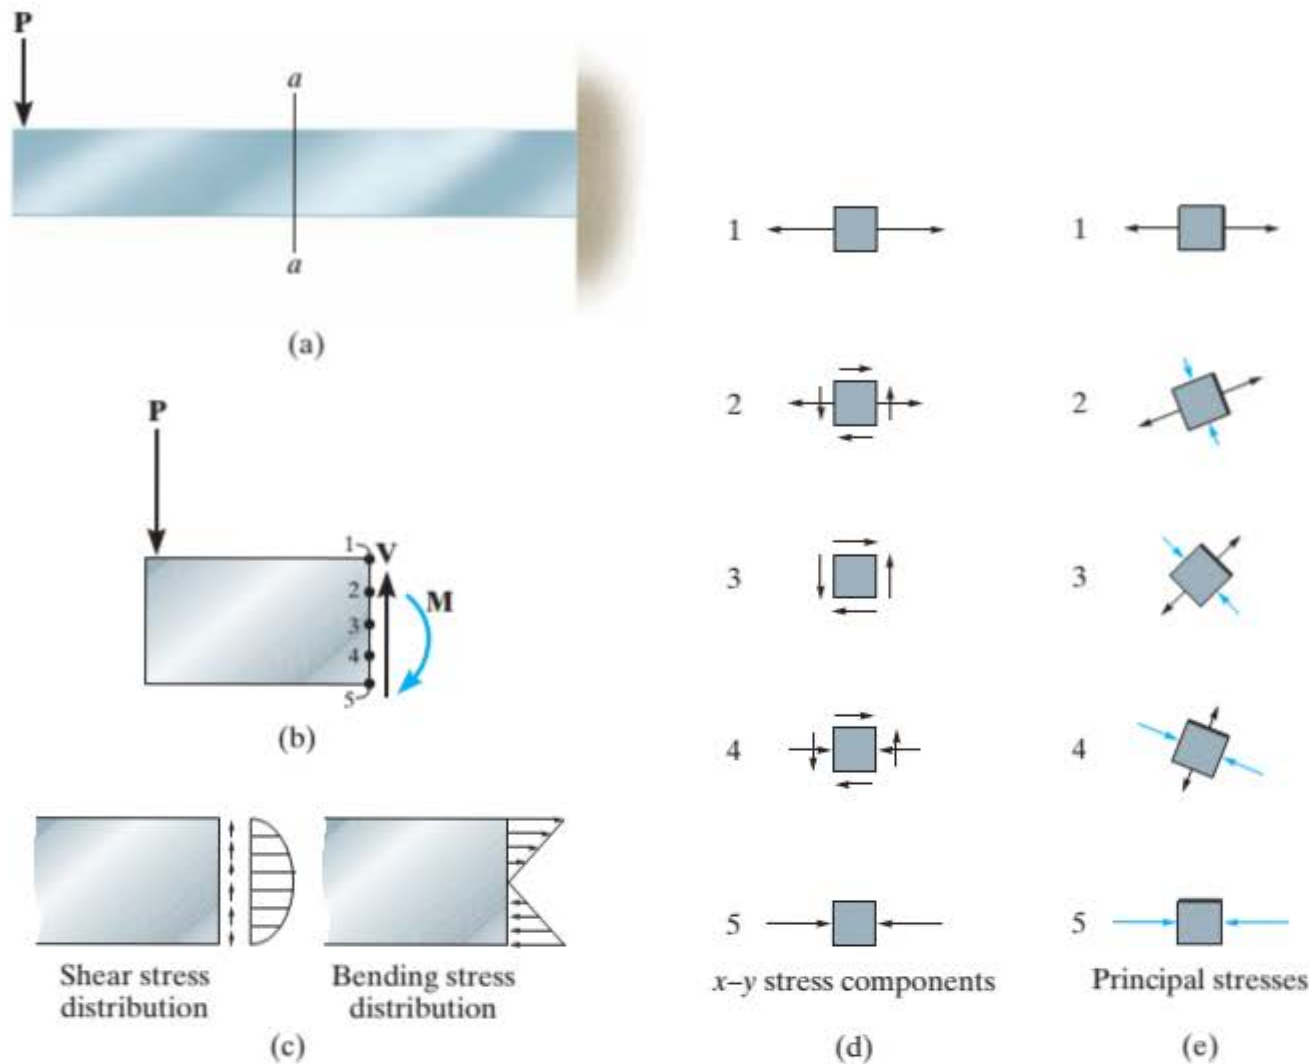 P
a
a
(a)
P
1
V
2
M
3
4
5
(b)
Shear stress
distribution
Bending stress
distribution
(c)
1
2
3
4
5
x–y stress components
(d)
1
2
3
4
5
Principal stresses
(e)